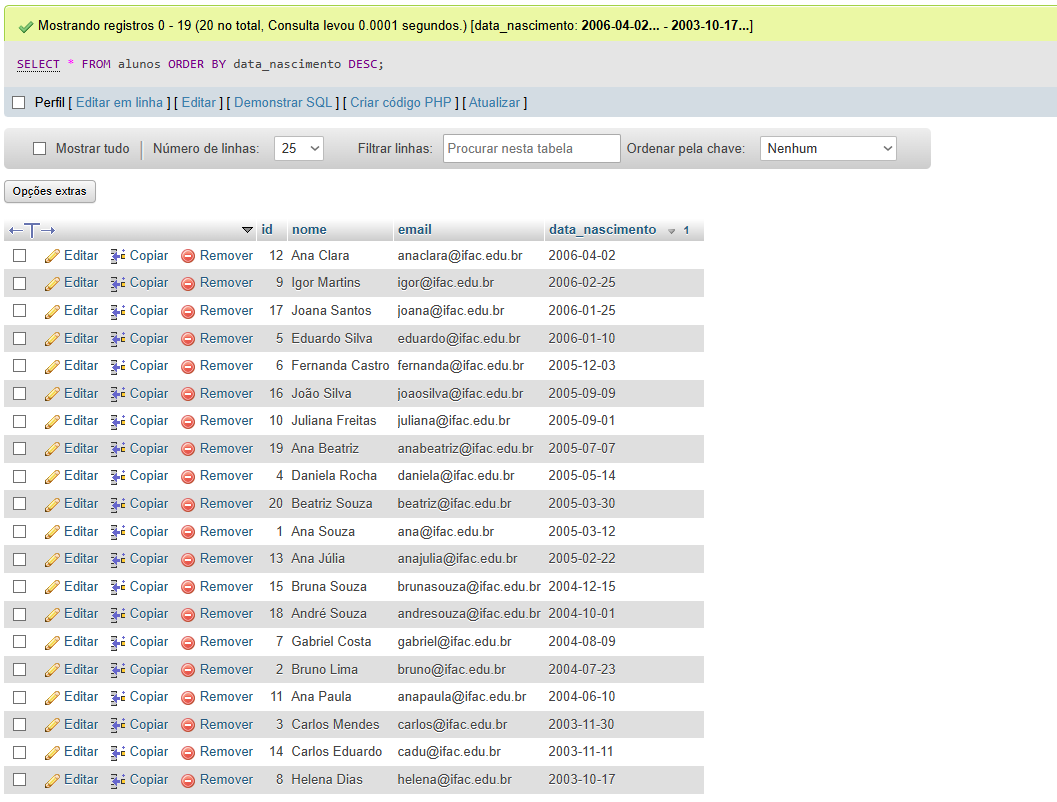 Mostrando registros 0 - 19 (20 no total, Consulta levou 0.0001 segundos.) [data_nascimento: 2006-04-02... - 2003-10-17...]
SELECT * FROM alunos ORDER BY data_nascimento DESC;
Perfil [ Editar em linha ] [ Editar ] [ Demonstrar SQL ] [ Criar código PHP ] [ Atualizar ]
Mostrar tudo Número de linhas: 25 Filtrar linhas: Procurar nesta tabela Ordenar pela chave: Nenhum
Opções extras
←T→ id nome email data_nascimento 1
Editar Copiar Remover 12 Ana Clara anaclara@ifac.edu.br 2006-04-02
Editar Copiar Remover 9 Igor Martins igor@ifac.edu.br 2006-02-25
Editar Copiar Remover 17 Joana Santos joana@ifac.edu.br 2006-01-25
Editar Copiar Remover 5 Eduardo Silva eduardo@ifac.edu.br 2006-01-10
Editar Copiar Remover 6 Fernanda Castro fernanda@ifac.edu.br 2005-12-03
Editar Copiar Remover 16 João Silva joaosilva@ifac.edu.br 2005-09-09
Editar Copiar Remover 10 Juliana Freitas juliana@ifac.edu.br 2005-09-01
Editar Copiar Remover 19 Ana Beatriz anabeatriz@ifac.edu.br 2005-07-07
Editar Copiar Remover 4 Daniela Rocha daniela@ifac.edu.br 2005-05-14
Editar Copiar Remover 20 Beatriz Souza beatriz@ifac.edu.br 2005-03-30
Editar Copiar Remover 1 Ana Souza ana@ifac.edu.br 2005-03-12
Editar Copiar Remover 13 Ana Júlia anajulia@ifac.edu.br 2005-02-22
Editar Copiar Remover 15 Bruna Souza brunasouza@ifac.edu.br 2004-12-15
Editar Copiar Remover 18 André Souza andresouza@ifac.edu.br 2004-10-01
Editar Copiar Remover 7 Gabriel Costa gabriel@ifac.edu.br 2004-08-09
Editar Copiar Remover 2 Bruno Lima bruno@ifac.edu.br 2004-07-23
Editar Copiar Remover 11 Ana Paula anapaula@ifac.edu.br 2004-06-10
Editar Copiar Remover 3 Carlos Mendes carlos@ifac.edu.br 2003-11-30
Editar Copiar Remover 14 Carlos Eduardo cadu@ifac.edu.br 2003-11-11
Editar Copiar Remover 8 Helena Dias helena@ifac.edu.br 2003-10-17